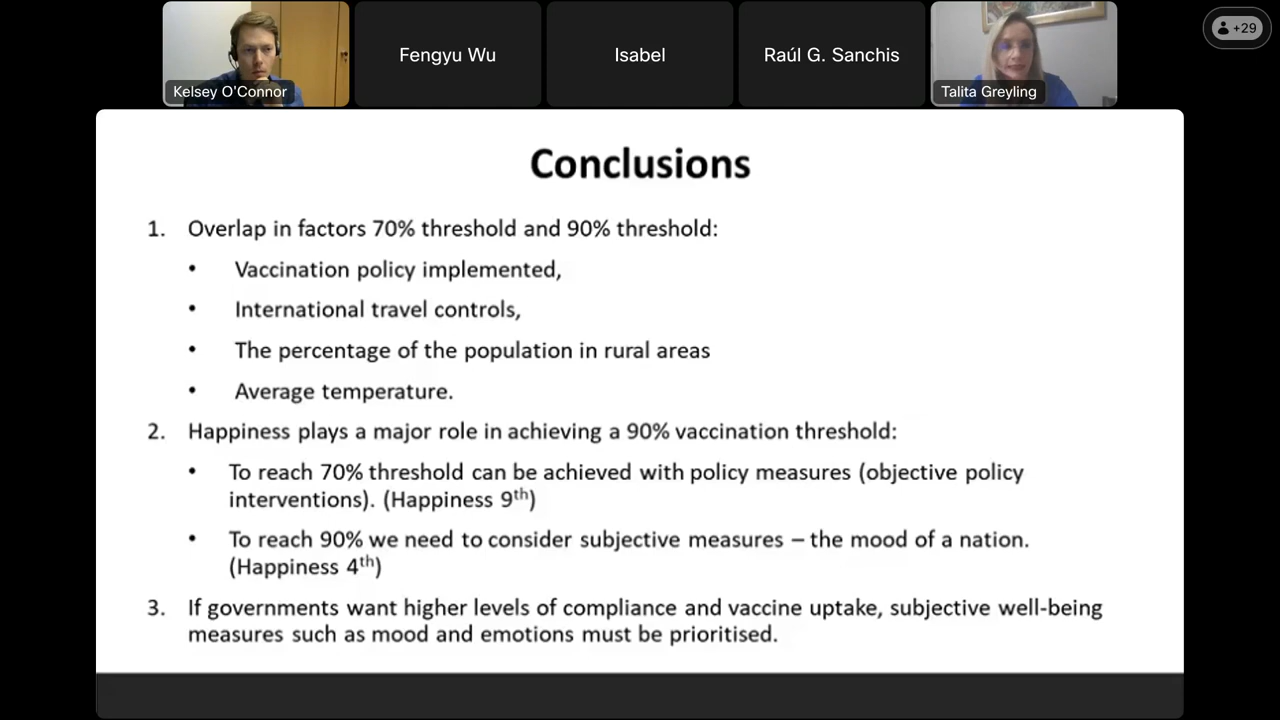 Kelsey O'Connor
Fengyu Wu
Isabel
Raúl G. Sanchis
Talita Greyling
+29
Conclusions
1. Overlap in factors 70% threshold and 90% threshold:
• Vaccination policy implemented,
• International travel controls,
• The percentage of the population in rural areas
• Average temperature.
2. Happiness plays a major role in achieving a 90% vaccination threshold:
• To reach 70% threshold can be achieved with policy measures (objective policy
interventions). (Happiness 9th)
• To reach 90% we need to consider subjective measures – the mood of a nation.
(Happiness 4th)
3. If governments want higher levels of compliance and vaccine uptake, subjective well-being
measures such as mood and emotions must be prioritised.